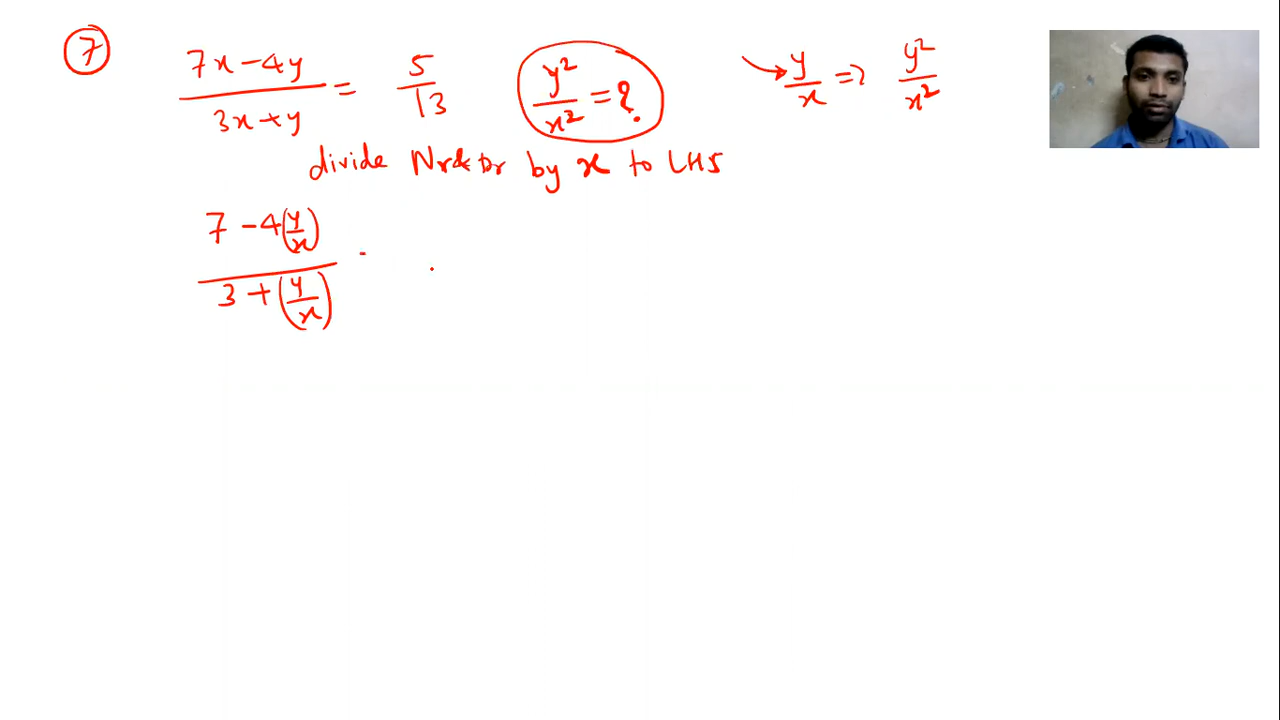 7
(7x-4y)/(3x+y) = 5/13   y²/x² = ?   y/x => y²/x²
divide Nr & Dr by x to LHS
(7 - 4(y/x))/(3 + (y/x)) =